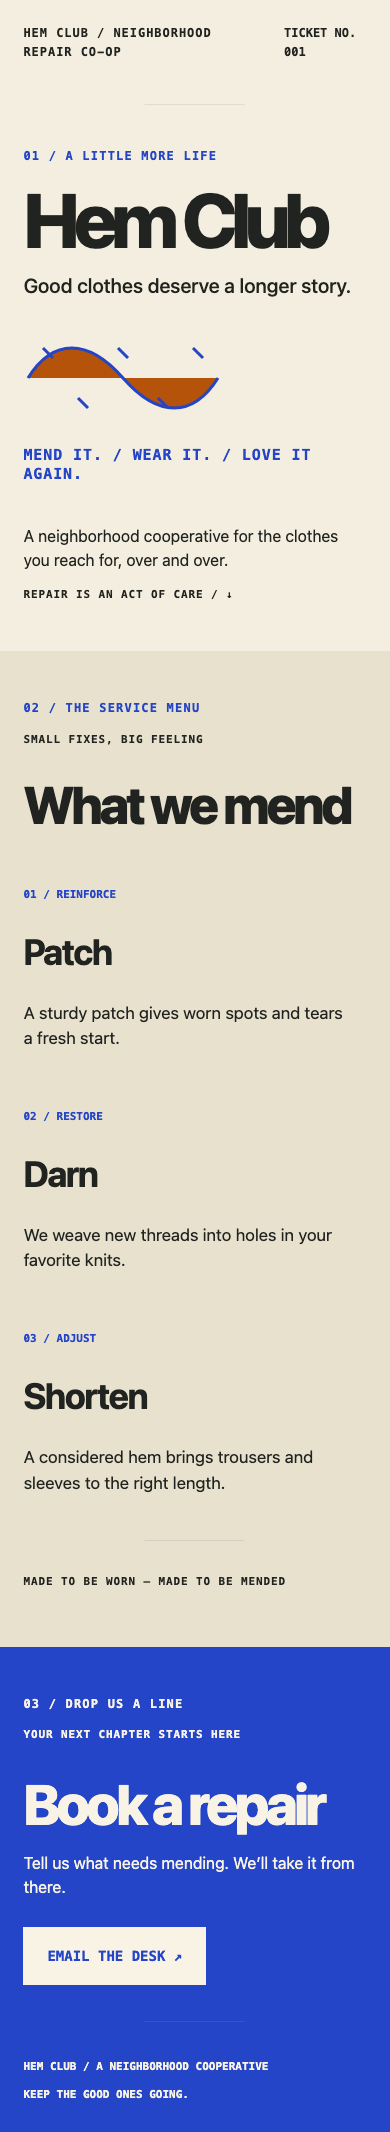 HEM CLUB / NEIGHBORHOOD
REPAIR CO–OP
TICKET NO.
001
01 / A LITTLE MORE LIFE
Hem Club
Good clothes deserve a longer story.
MEND IT. / WEAR IT. / LOVE IT
AGAIN.
A neighborhood cooperative for the clothes
you reach for, over and over.
REPAIR IS AN ACT OF CARE / ↓
02 / THE SERVICE MENU
SMALL FIXES, BIG FEELING
What we mend
01 / REINFORCE
Patch
A sturdy patch gives worn spots and tears
a fresh start.
02 / RESTORE
Darn
We weave new threads into holes in your
favorite knits.
03 / ADJUST
Shorten
A considered hem brings trousers and
sleeves to the right length.
MADE TO BE WORN — MADE TO BE MENDED
03 / DROP US A LINE
YOUR NEXT CHAPTER STARTS HERE
Book a repair
Tell us what needs mending. We’ll take it from
there.
EMAIL THE DESK ↗
HEM CLUB / A NEIGHBORHOOD COOPERATIVE
KEEP THE GOOD ONES GOING.